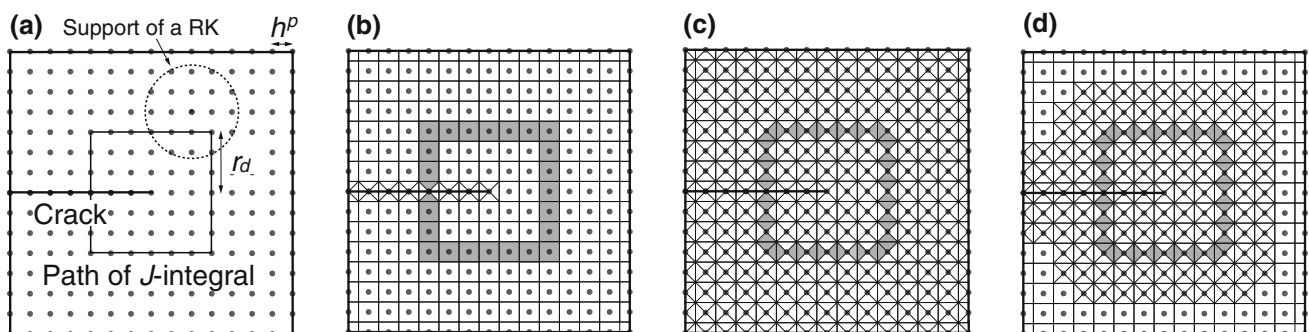 (a)
Support of a RK
h^p
r_d
Crack
Path of J-integral
(b)
(c)
(d)